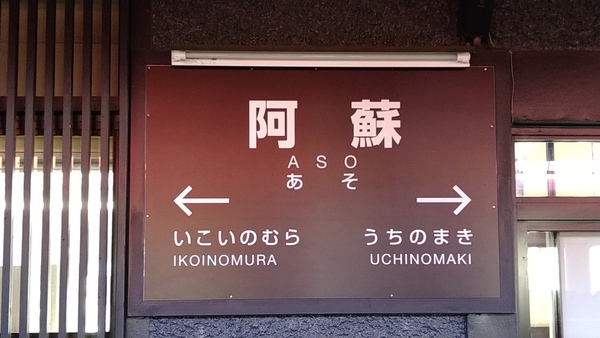 阿 蘇
ASO
あ そ
← →
いこいのむら うちのまき
IKOINOMURA UCHINOMAKI